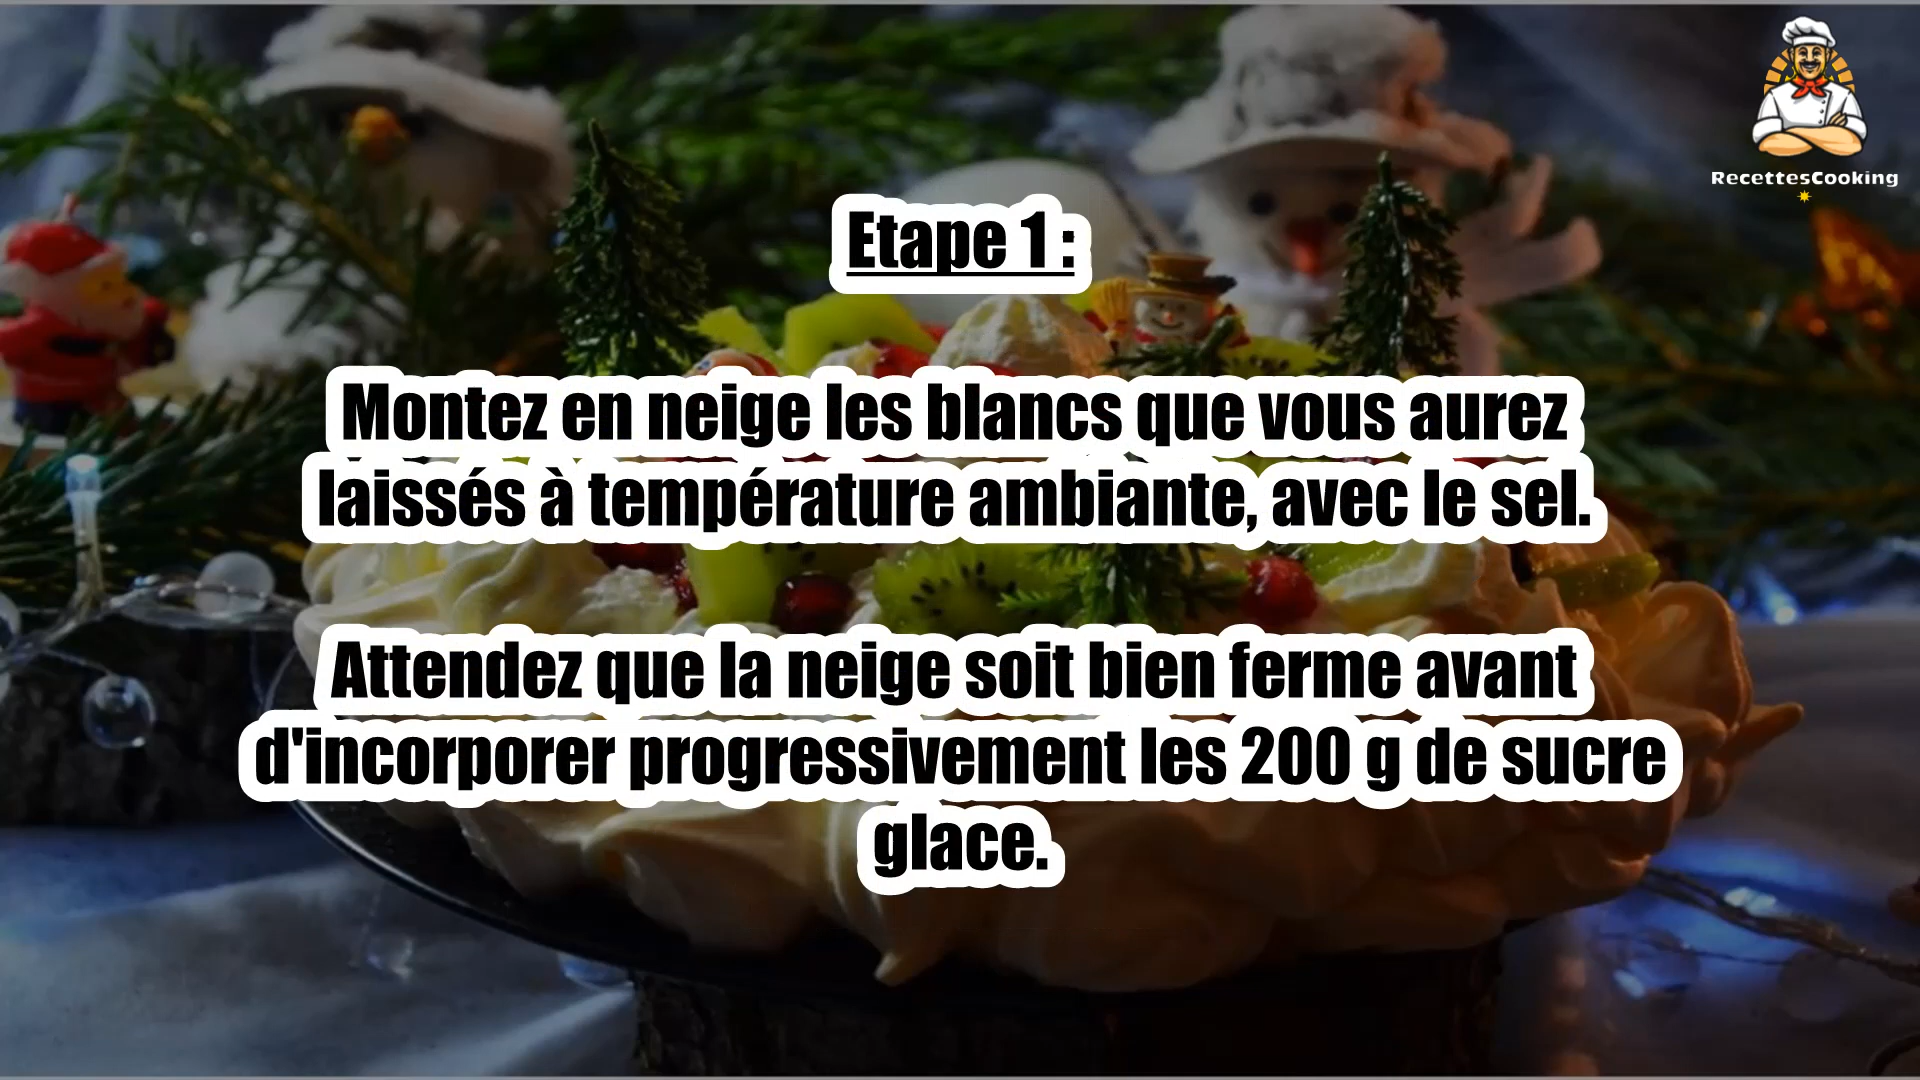 RecettesCooking
Etape 1 :
Montez en neige les blancs que vous aurez
laissés à température ambiante, avec le sel.
Attendez que la neige soit bien ferme avant
d'incorporer progressivement les 200 g de sucre
glace.